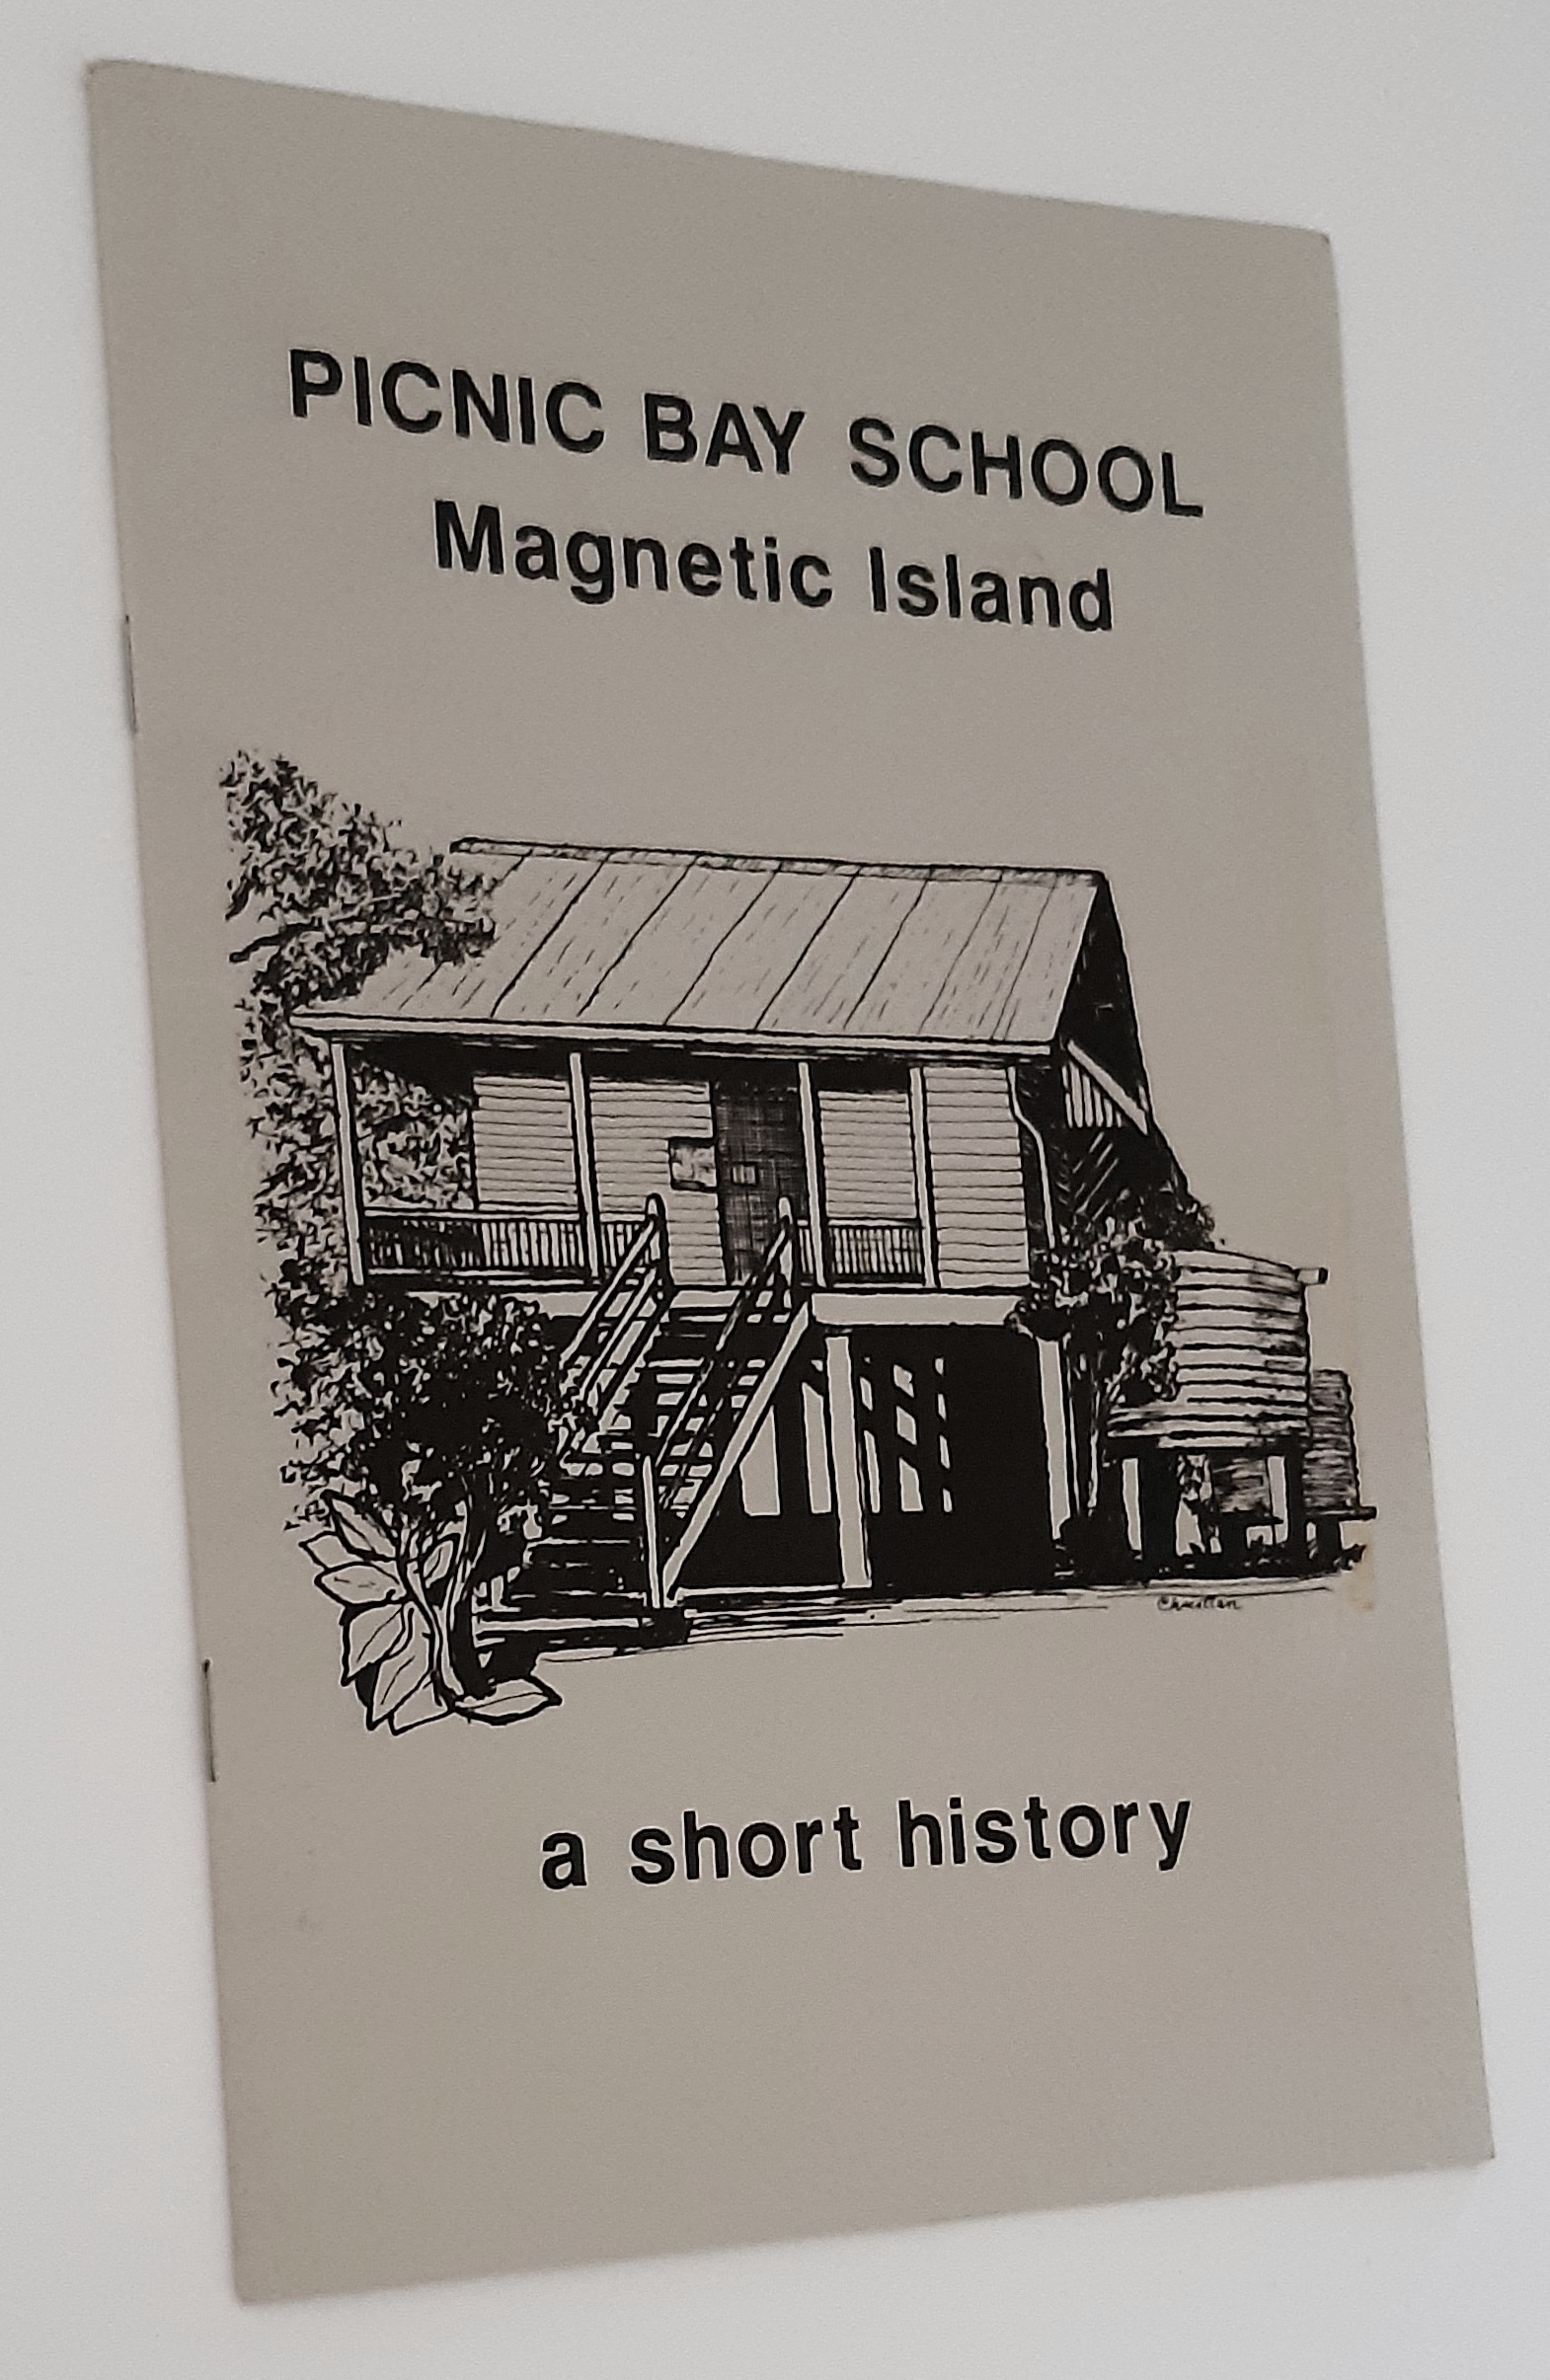 PICNIC BAY SCHOOL
Magnetic Island
a short history